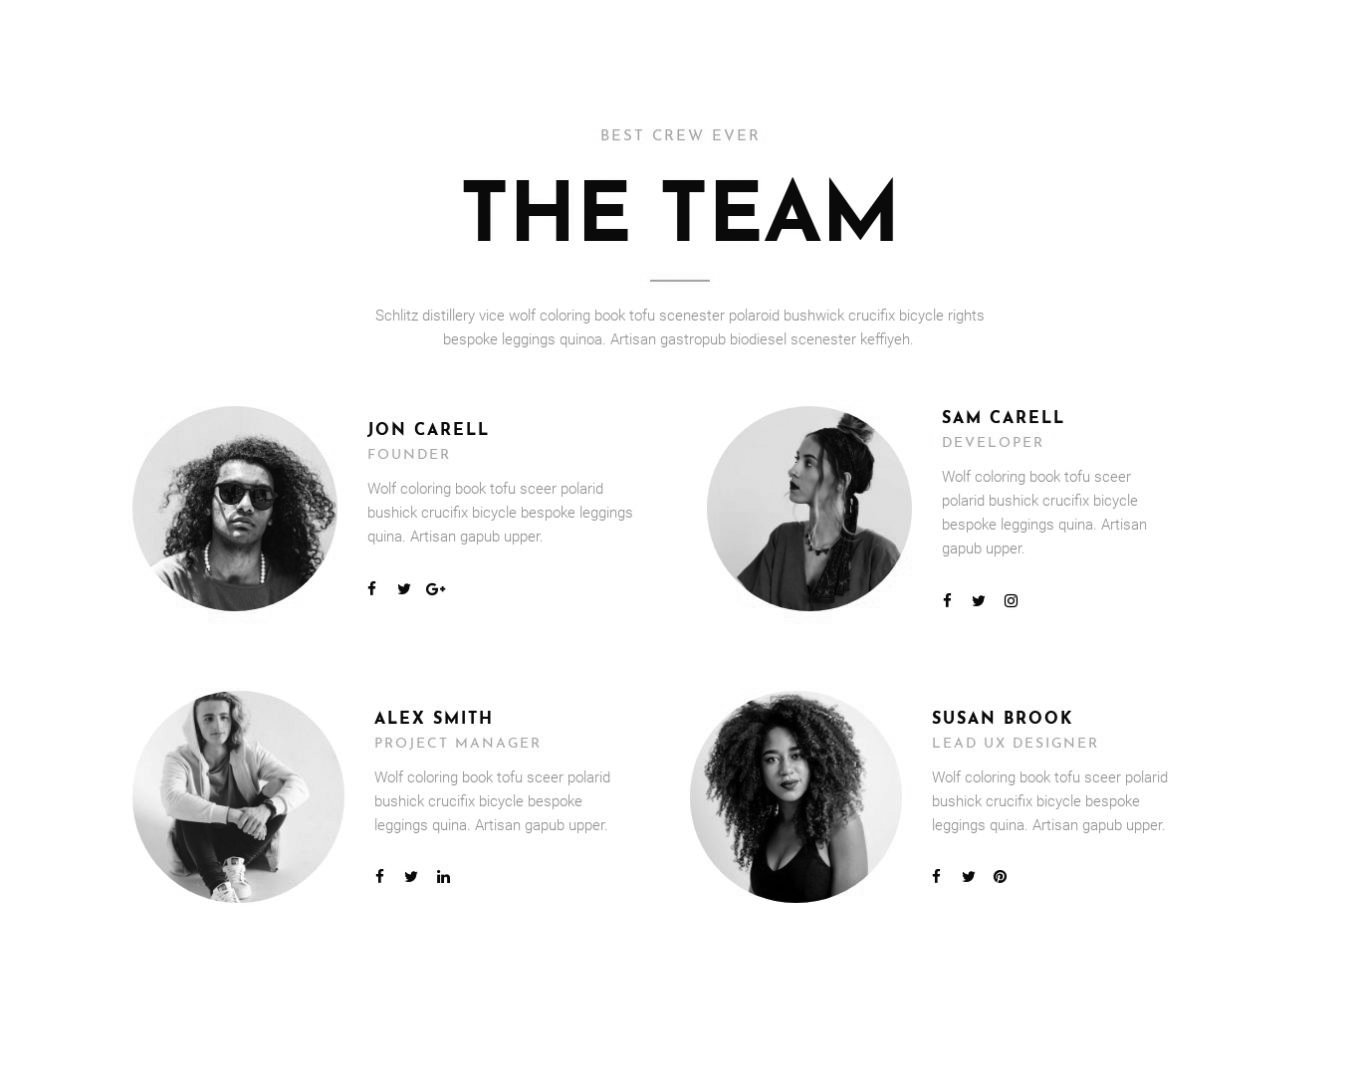 BEST CREW EVER
THE TEAM
Schlitz distillery vice wolf coloring book tofu scenester polaroid bushwick crucifix bicycle rights
bespoke leggings quinoa. Artisan gastropub biodiesel scenester keffiyeh.
JON CARELL
FOUNDER
Wolf coloring book tofu sceer polarid
bushick crucifix bicycle bespoke leggings
quina. Artisan gapub upper.
SAM CARELL
DEVELOPER
Wolf coloring book tofu sceer
polarid bushick crucifix bicycle
bespoke leggings quina. Artisan
gapub upper.
ALEX SMITH
PROJECT MANAGER
Wolf coloring book tofu sceer polarid
bushick crucifix bicycle bespoke
leggings quina. Artisan gapub upper.
SUSAN BROOK
LEAD UX DESIGNER
Wolf coloring book tofu sceer polarid
bushick crucifix bicycle bespoke
leggings quina. Artisan gapub upper.